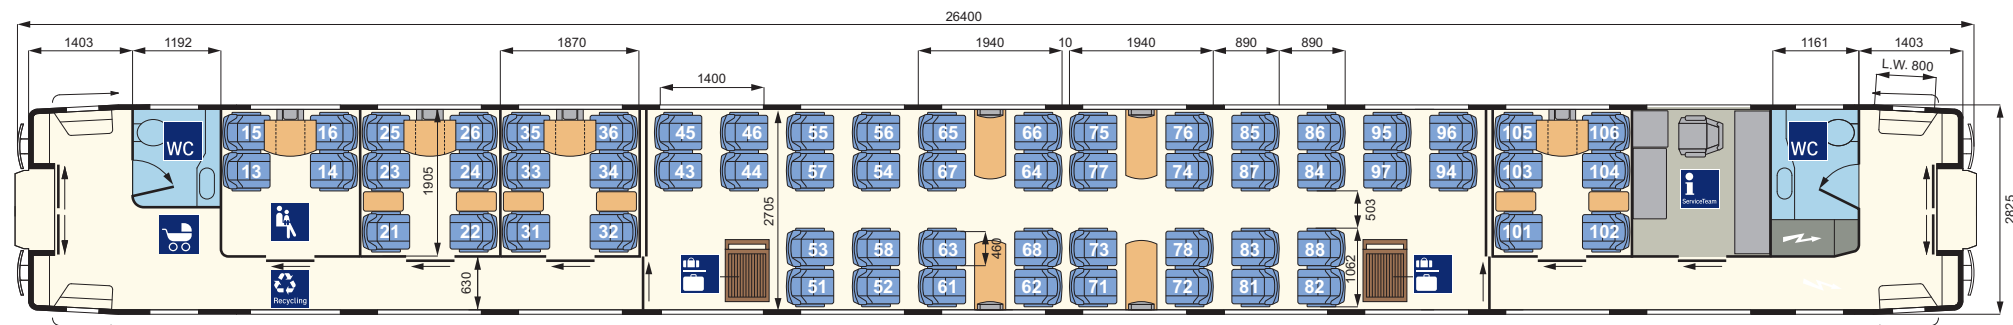 26400
1403 1192 1870 1940 10 1940 890 890 1161 1403
1400 L.W. 800
15 16 25 26 35 36 45 46 55 56 65 66 75 76 85 86 95 96 105 106
WC WC
13 14 23 24 33 34 43 44 57 54 67 64 77 74 87 84 97 94 103 104
1905 2705 503 2825
i
ServiceTeam
21 22 31 32 101 102
53 58 63 68 73 78 83 88
460
51 52 61 62 71 72 81 82
630 1062
Recycling